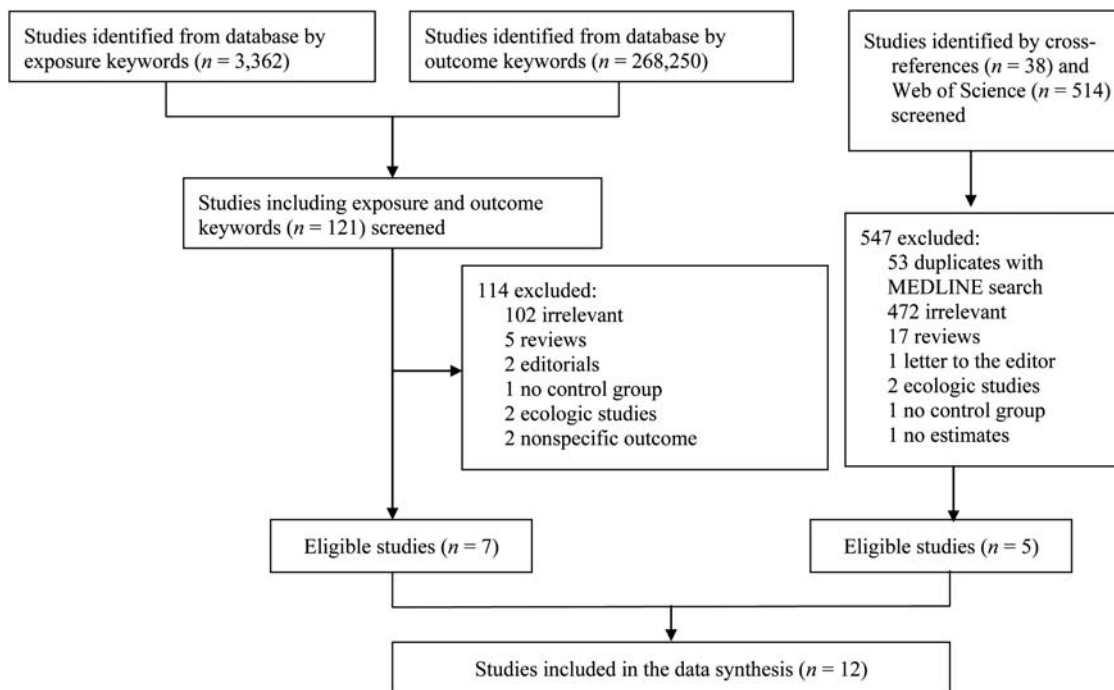 Studies identified from database by
exposure keywords (n = 3,362)
Studies identified from database by
outcome keywords (n = 268,250)
Studies identified by cross-
references (n = 38) and
Web of Science (n = 514)
screened
Studies including exposure and outcome
keywords (n = 121) screened
114 excluded:
102 irrelevant
5 reviews
2 editorials
1 no control group
2 ecologic studies
2 nonspecific outcome
547 excluded:
53 duplicates with
MEDLINE search
472 irrelevant
17 reviews
1 letter to the editor
2 ecologic studies
1 no control group
1 no estimates
Eligible studies (n = 7)
Eligible studies (n = 5)
Studies included in the data synthesis (n = 12)